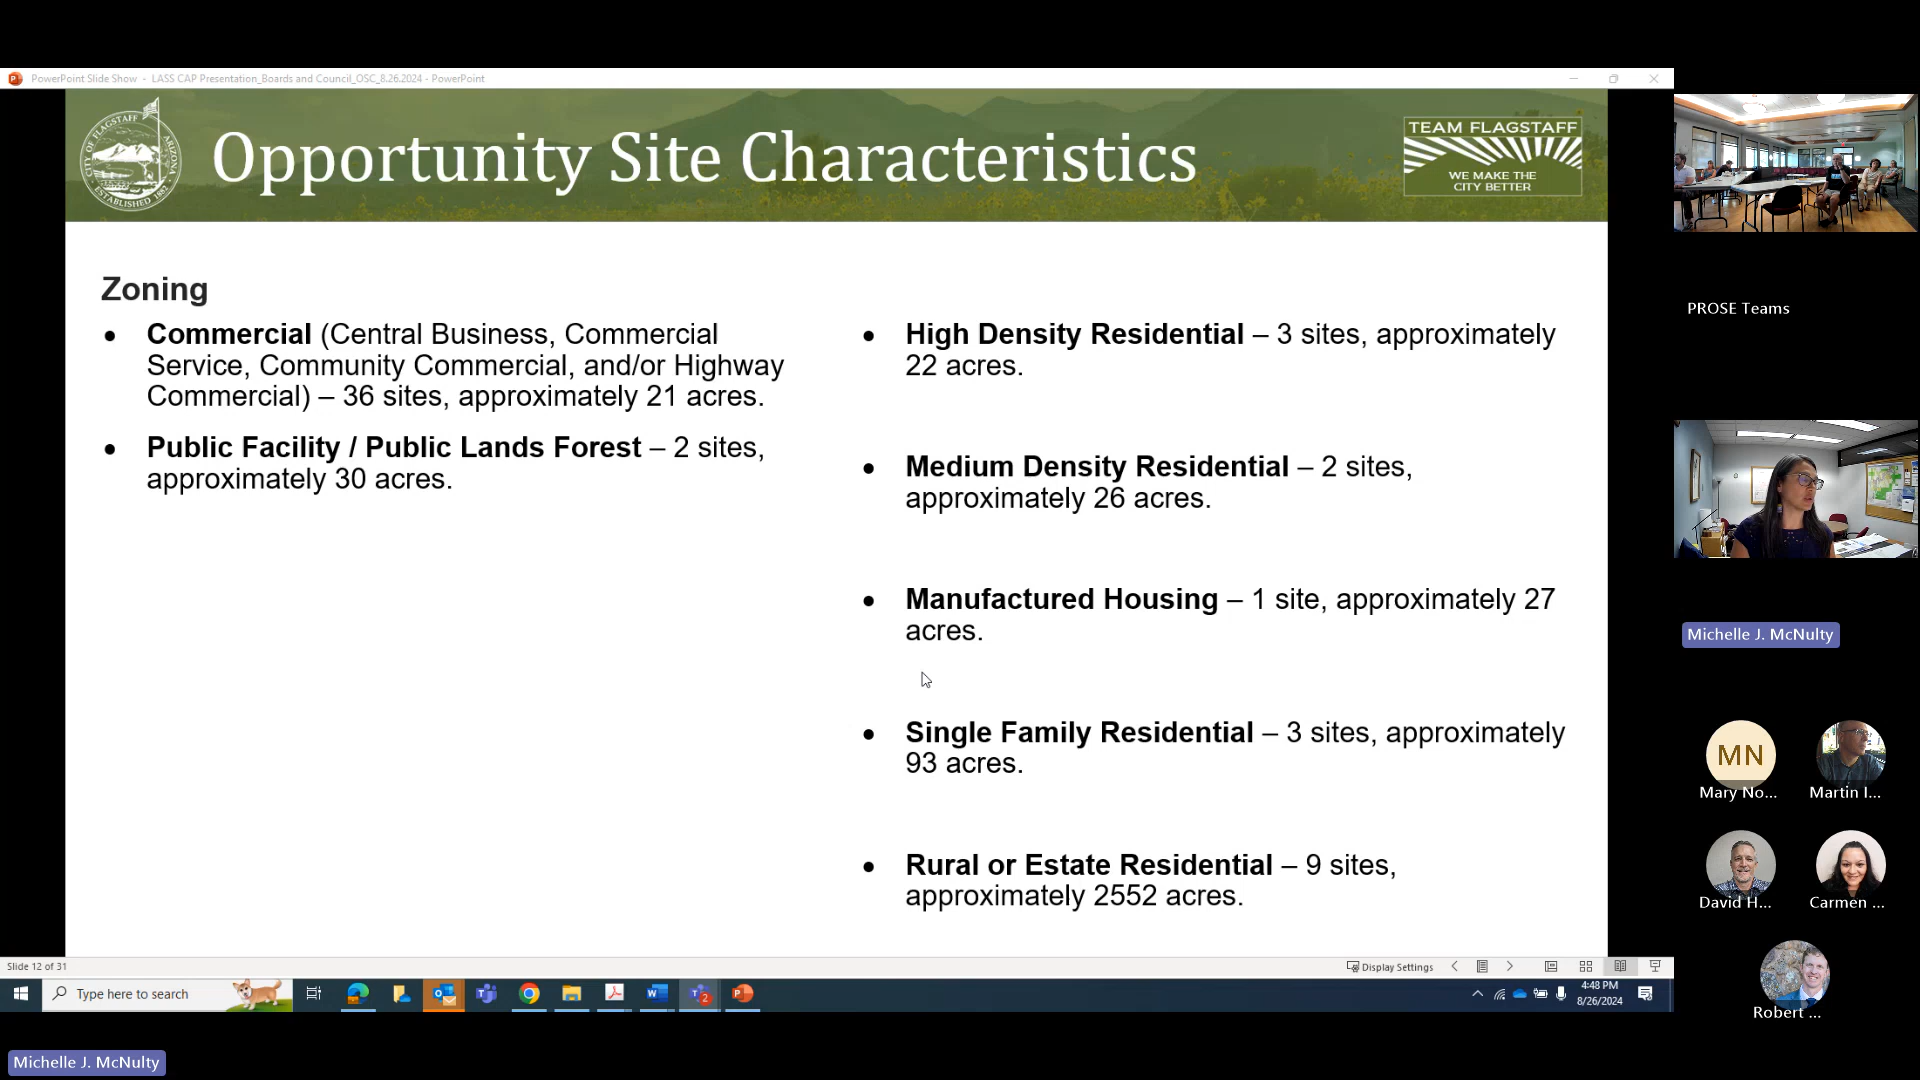 PowerPoint Slide Show - LASS CAP Presentation_Boards and Council_OSC_8.26.2024 - PowerPoint
CITY OF FLAGSTAFF ARIZONA
ESTABLISHED 1882
Opportunity Site Characteristics
TEAM FLAGSTAFF
WE MAKE THE
CITY BETTER
Zoning
• Commercial (Central Business, Commercial
Service, Community Commercial, and/or Highway
Commercial) – 36 sites, approximately 21 acres.
• Public Facility / Public Lands Forest – 2 sites,
approximately 30 acres.
• High Density Residential – 3 sites, approximately
22 acres.
• Medium Density Residential – 2 sites,
approximately 26 acres.
• Manufactured Housing – 1 site, approximately 27
acres.
• Single Family Residential – 3 sites, approximately
93 acres.
• Rural or Estate Residential – 9 sites,
approximately 2552 acres.
Slide 12 of 31
Display Settings
Type here to search
4:48 PM
8/26/2024
PROSE Teams
Michelle J. McNulty
MN
Mary No...
Martin I...
David H...
Carmen ...
Robert ...
Michelle J. McNulty